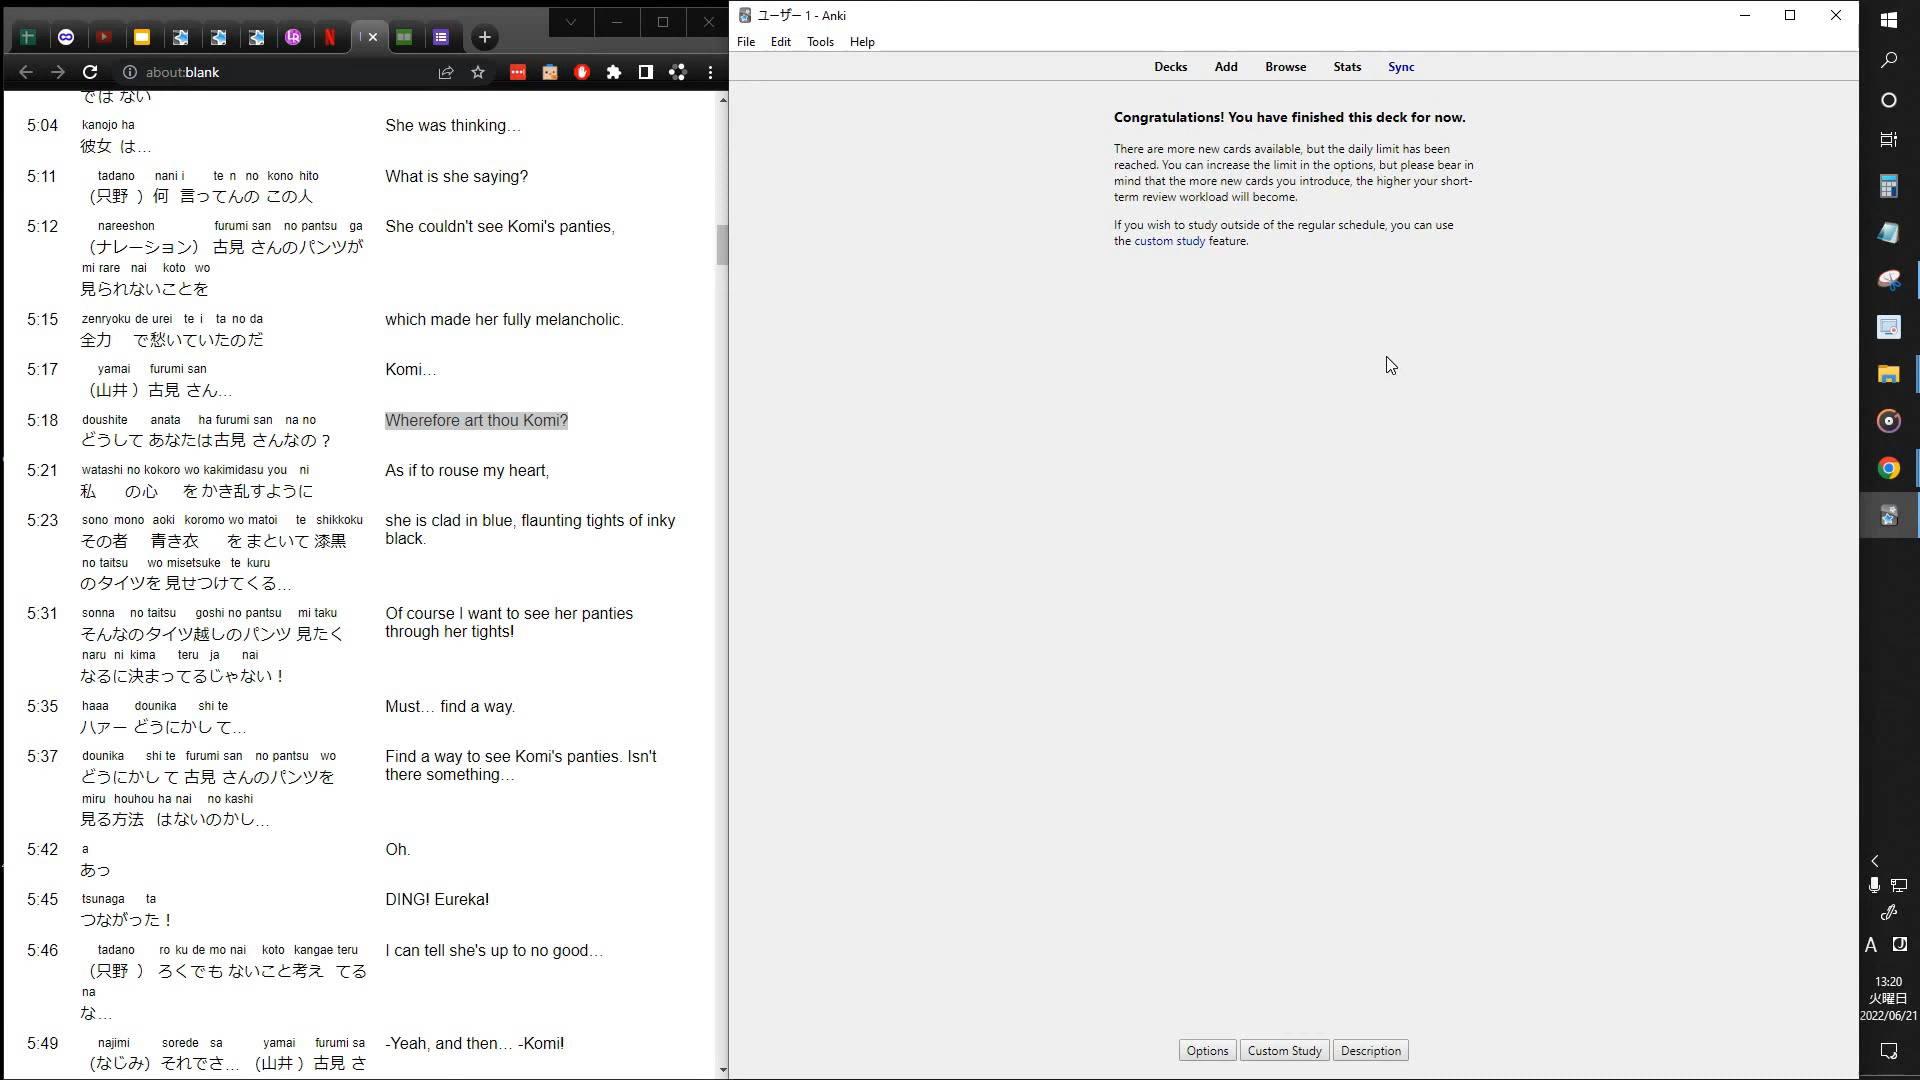 about:blank
では ない
5:04
kanojo ha
彼女 は…
She was thinking…
5:11
tadano nani i te n no kono hito
（只野 ）何 言ってんの この人
What is she saying?
5:12
nareeshon furumi san no pantsu ga
（ナレーション） 古見 さんのパンツが
mi rare nai koto wo
見られないことを
She couldn't see Komi's panties,
5:15
zenryoku de urei te i ta no da
全力 で愁いていたのだ
which made her fully melancholic.
5:17
yamai furumi san
（山井 ）古見 さん…
Komi…
5:18
doushite anata ha furumi san na no
どうして あなたは古見 さんなの？
Wherefore art thou Komi?
5:21
watashi no kokoro wo kakimidasu you ni
私 の心 を かき乱すように
As if to rouse my heart,
5:23
sono mono aoki koromo wo matoi te shikkoku
その者 青き衣 を まといて 漆黒
no taitsu wo misetsuke te kuru
のタイツを 見せつけてくる…
she is clad in blue, flaunting tights of inky
black.
5:31
sonna no taitsu goshi no pantsu mi taku
そんなのタイツ越しのパンツ 見たく
naru ni kima teru ja nai
なるに決まってるじゃない！
Of course I want to see her panties
through her tights!
5:35
haaa dounika shi te
ハァー どうにかし て…
Must… find a way.
5:37
dounika shi te furumi san no pantsu wo
どうにかし て 古見 さんのパンツを
miru houhou ha nai no kashi
見る方法 はないのかし…
Find a way to see Komi's panties. Isn't
there something…
5:42
a
あっ
Oh.
5:45
tsunaga ta
つながった！
DING! Eureka!
5:46
tadano ro ku de mo nai koto kangae teru
（只野 ） ろくでも ないこと考え てる
na
な…
I can tell she's up to no good…
5:49
najimi sorede sa yamai furumi sa
（なじみ）それでさ… （山井 ）古見 さ
-Yeah, and then… -Komi!
ユーザー 1 - Anki
File Edit Tools Help
Decks Add Browse Stats Sync
Congratulations! You have finished this deck for now.
There are more new cards available, but the daily limit has been
reached. You can increase the limit in the options, but please bear in
mind that the more new cards you introduce, the higher your short-
term review workload will become.
If you wish to study outside of the regular schedule, you can use
the custom study feature.
Options Custom Study Description
A
13:20
火曜日
2022/06/21